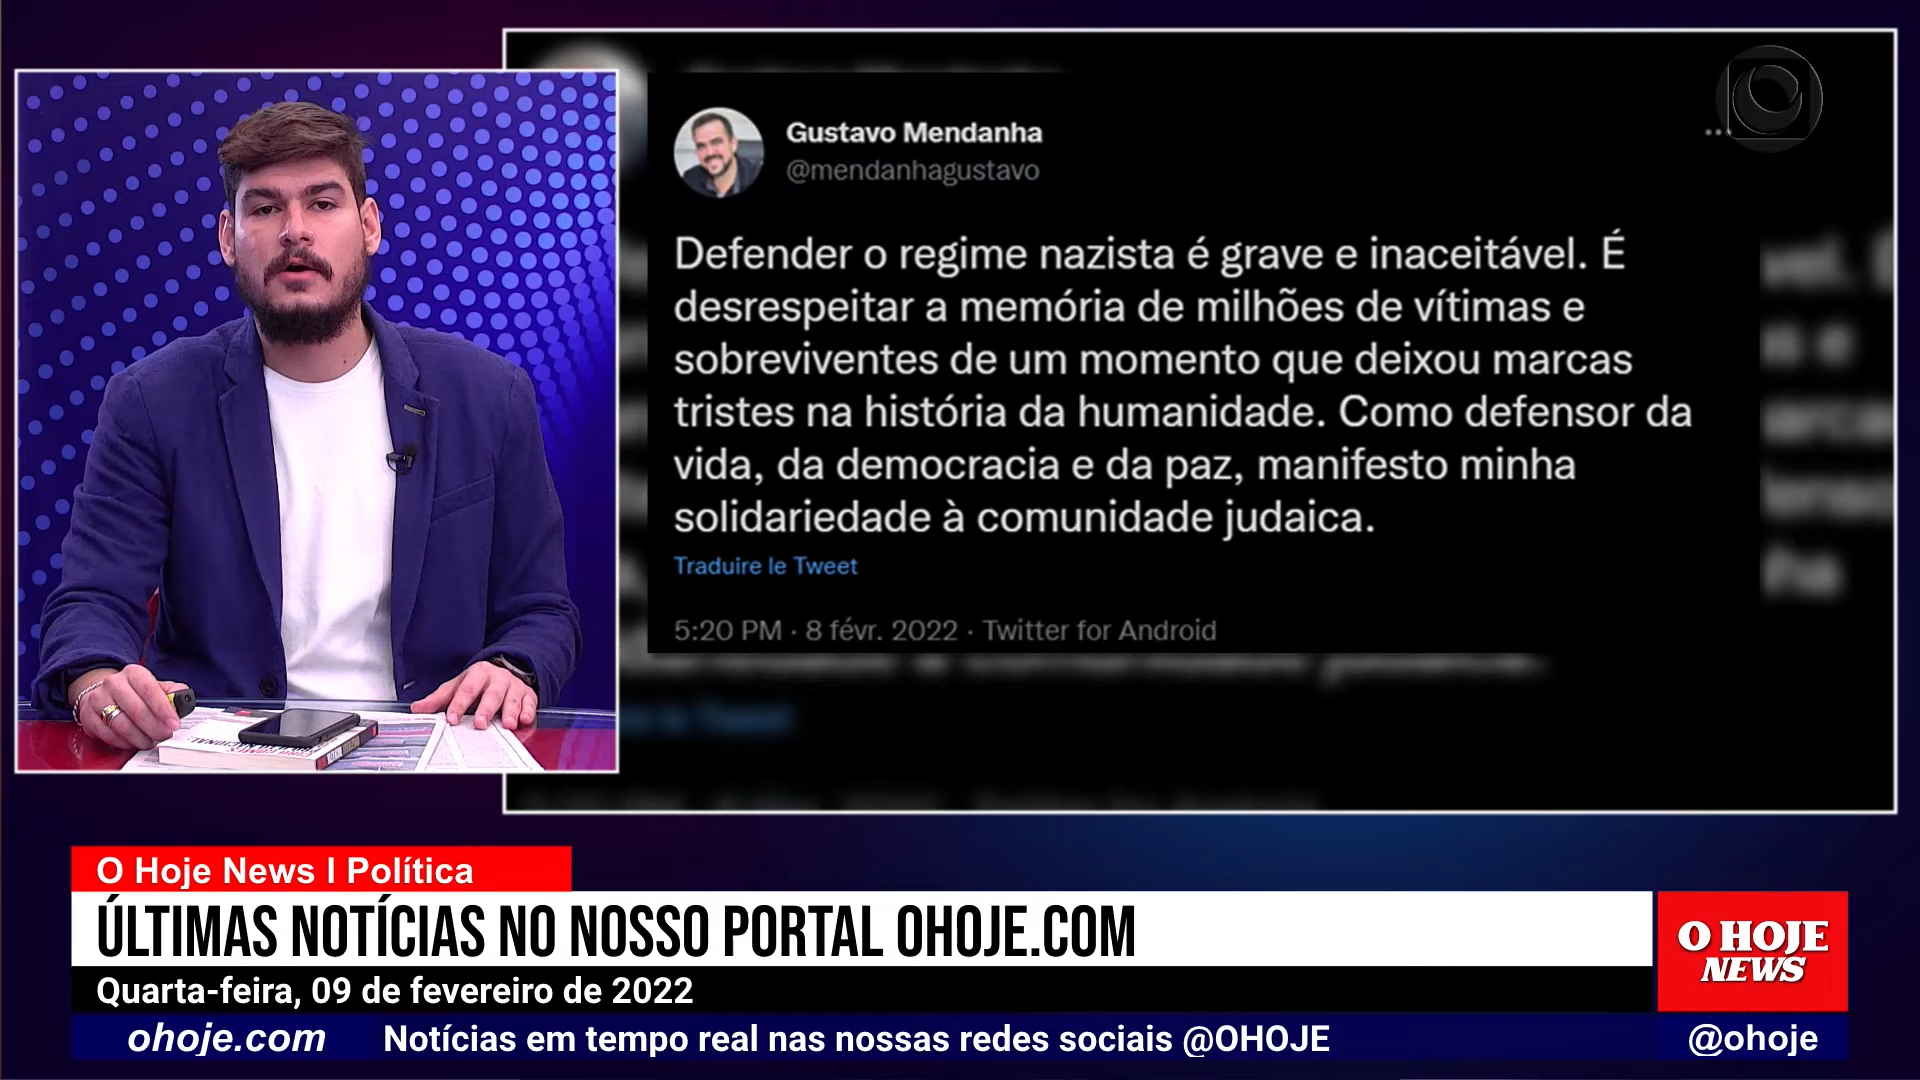 Gustavo Mendanha
@mendanhagustavo
Defender o regime nazista é grave e inaceitável. É
desrespeitar a memória de milhões de vítimas e
sobreviventes de um momento que deixou marcas
tristes na história da humanidade. Como defensor da
vida, da democracia e da paz, manifesto minha
solidariedade à comunidade judaica.
Traduire le Tweet
5:20 PM · 8 févr. 2022 · Twitter for Android
O Hoje News I Política
ÚLTIMAS NOTÍCIAS NO NOSSO PORTAL OHOJE.COM
Quarta-feira, 09 de fevereiro de 2022
O HOJE
NEWS
ohoje.com
Notícias em tempo real nas nossas redes sociais @OHOJE
@ohoje